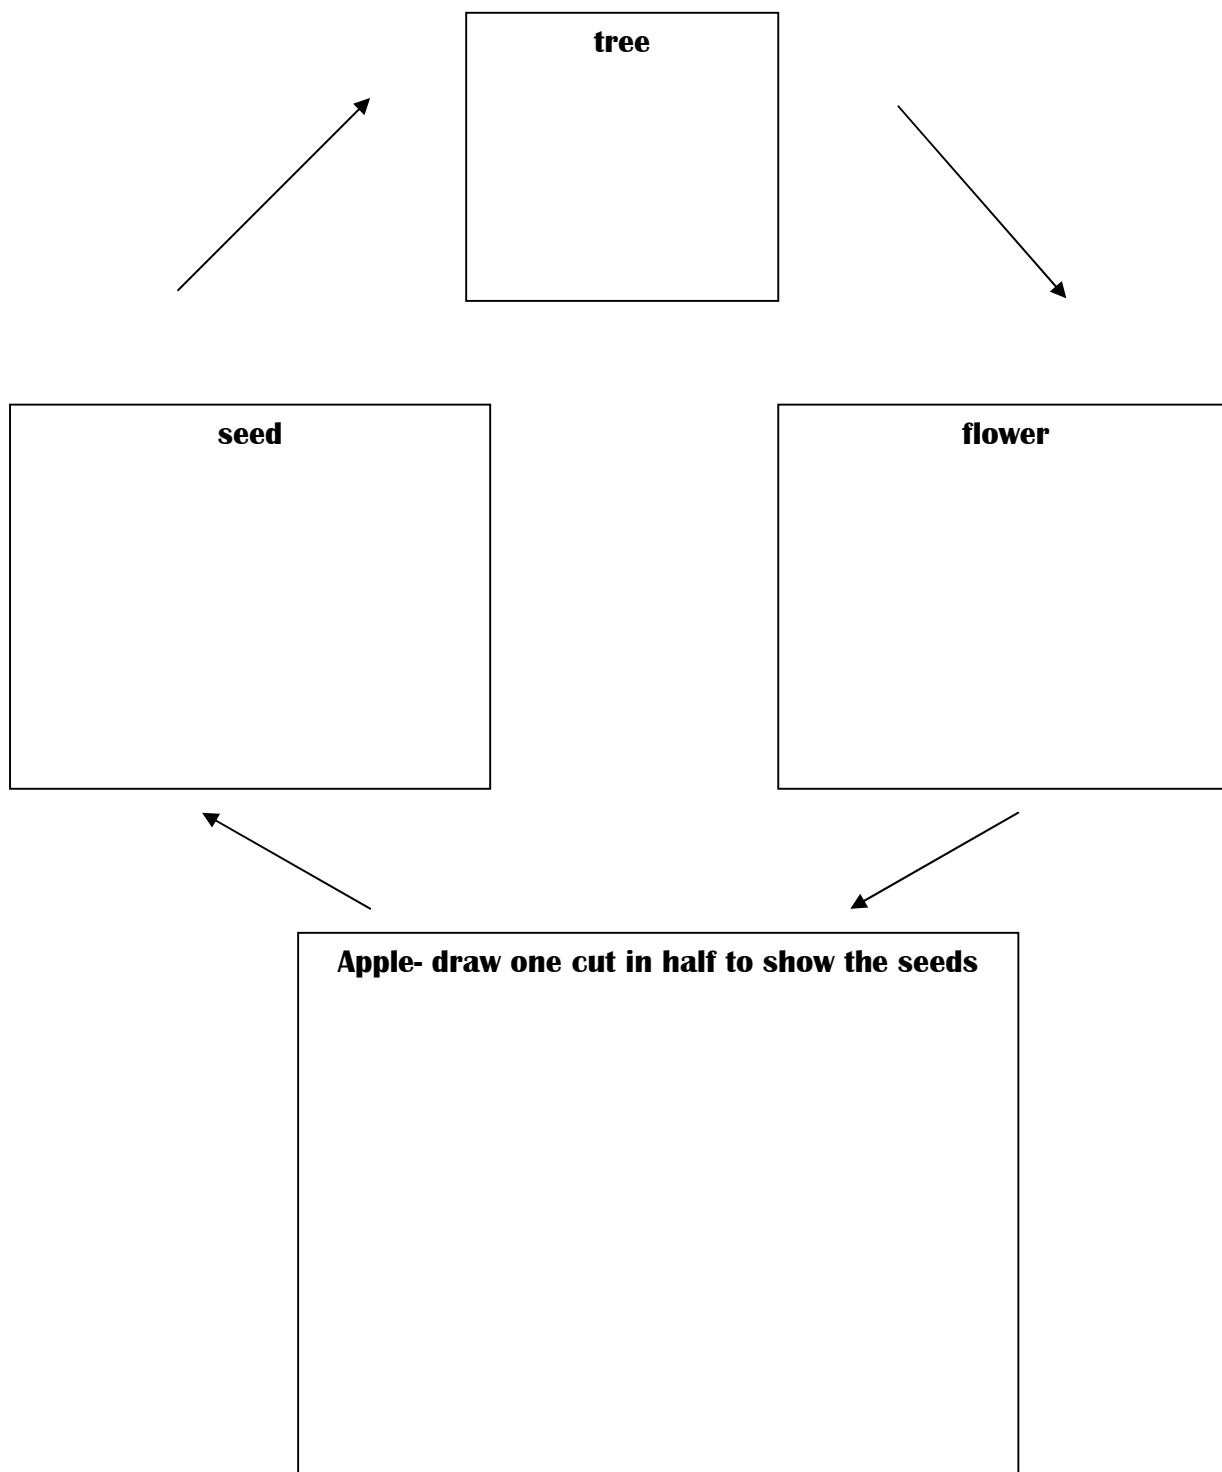 tree
seed
flower
Apple- draw one cut in half to show the seeds